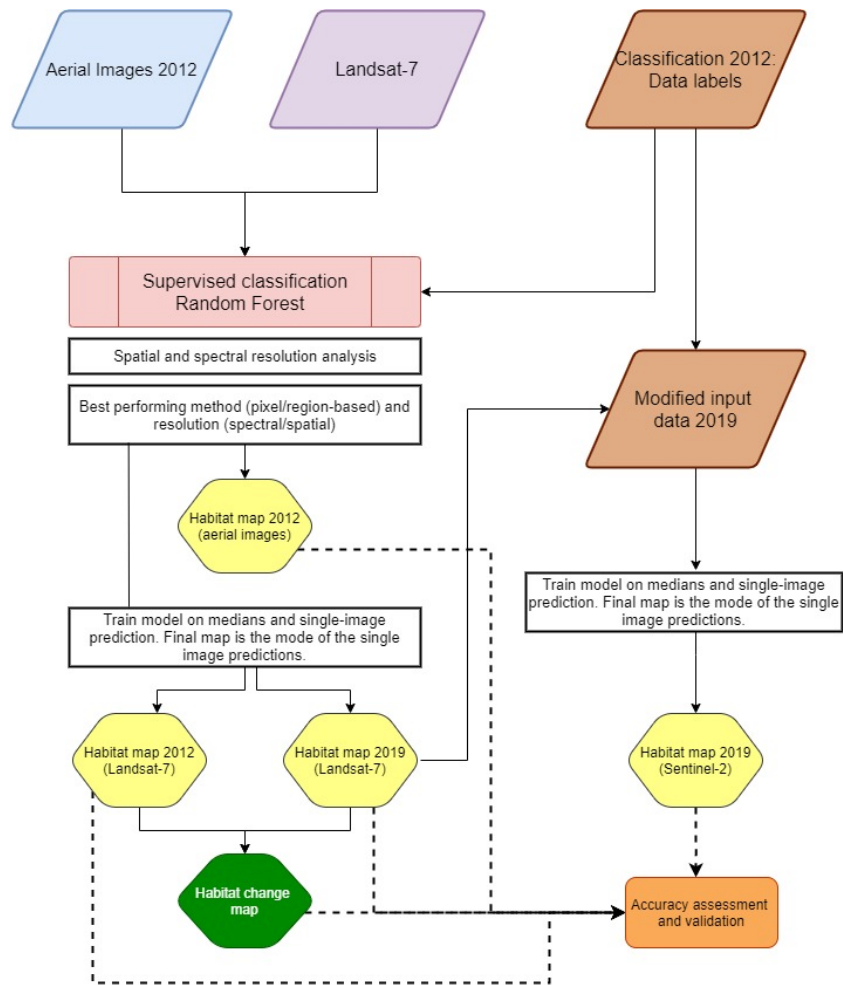 Aerial Images 2012
Landsat-7
Classification 2012:
Data labels
Supervised classification
Random Forest
Spatial and spectral resolution analysis
Best performing method (pixel/region-based) and
resolution (spectral/spatial)
Modified input
data 2019
Habitat map 2012
(aerial images)
Train model on medians and single-image
prediction. Final map is the mode of the single
image predictions.
Train model on medians and single-image
prediction. Final map is the mode of the single
image predictions.
Habitat map 2012
(Landsat-7)
Habitat map 2019
(Landsat-7)
Habitat map 2019
(Sentinel-2)
Habitat change
map
Accuracy assessment
and validation